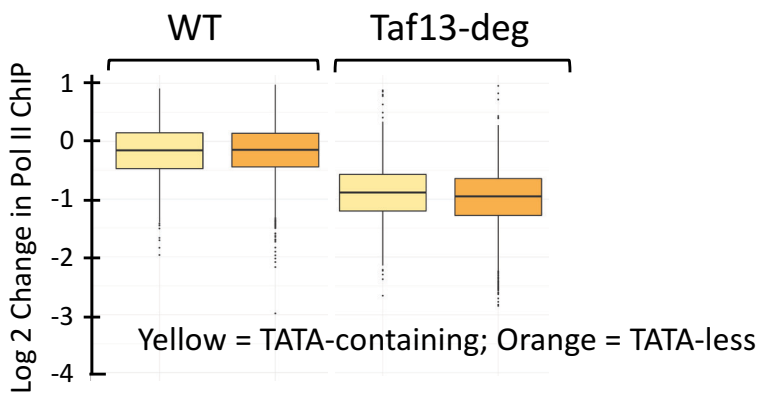 WT Taf13-deg
Log 2 Change in Pol II ChIP
1
0
-1
-2
-3
-4
Yellow = TATA-containing; Orange = TATA-less